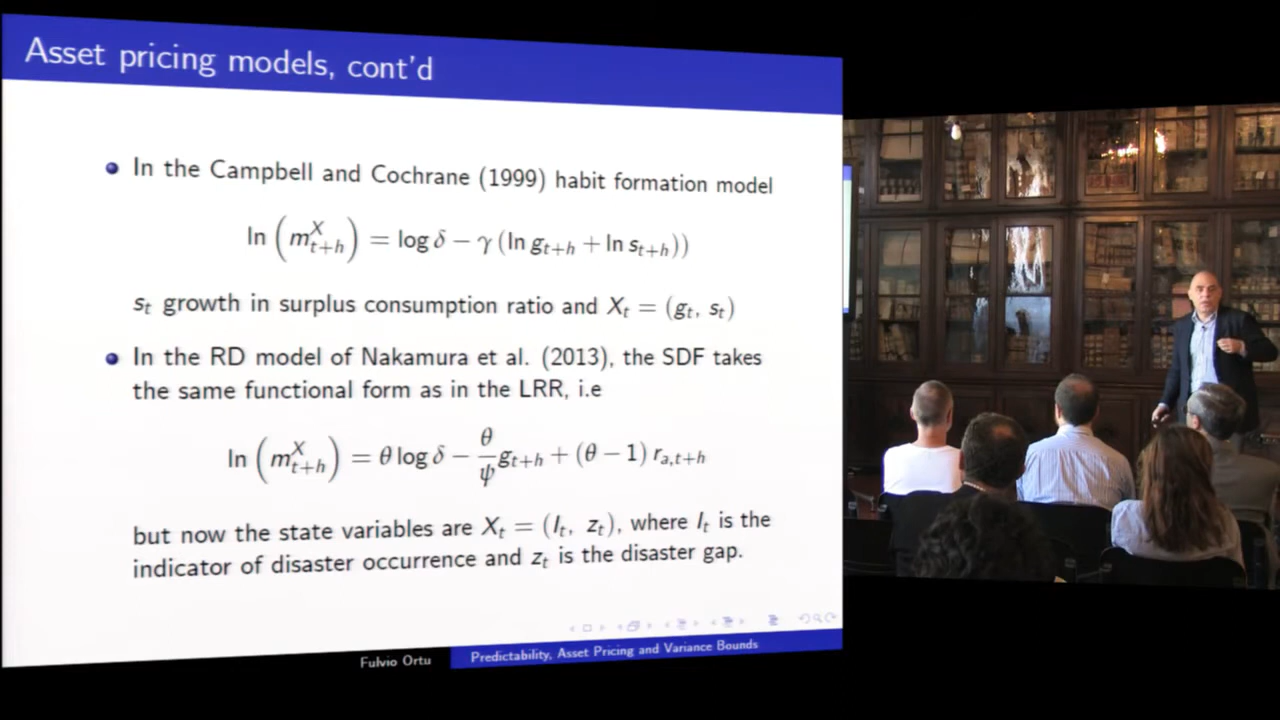 Asset pricing models, cont'd
In the Campbell and Cochrane (1999) habit formation model
ln (m^X_{t+h}) = log δ − γ (ln g_{t+h} + ln s_{t+h}))
s_t growth in surplus consumption ratio and X_t = (g_t, s_t)
In the RD model of Nakamura et al. (2013), the SDF takes
the same functional form as in the LRR, i.e
ln (m^X_{t+h}) = θ log δ − θ/ψ g_{t+h} + (θ − 1) r_{a,t+h}
but now the state variables are X_t = (I_t, z_t), where I_t is the
indicator of disaster occurrence and z_t is the disaster gap.
Fulvio Ortu
Predictability, Asset Pricing and Variance Bounds